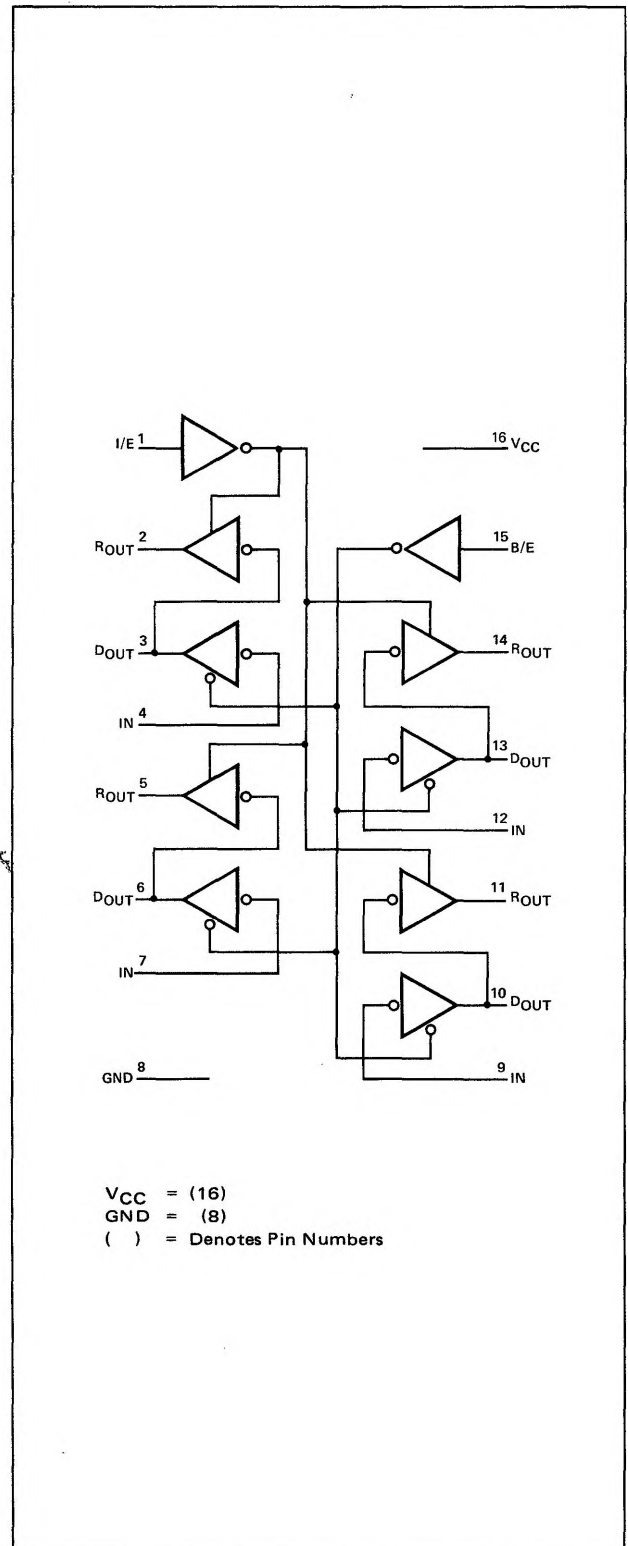 I/E 1
16 VCC
ROUT 2
15 B/E
DOUT 3
14 ROUT
IN 4
13 DOUT
ROUT 5
12 IN
DOUT 6
11 ROUT
IN 7
10 DOUT
GND 8
9 IN
VCC = (16)
GND = (8)
( ) = Denotes Pin Numbers